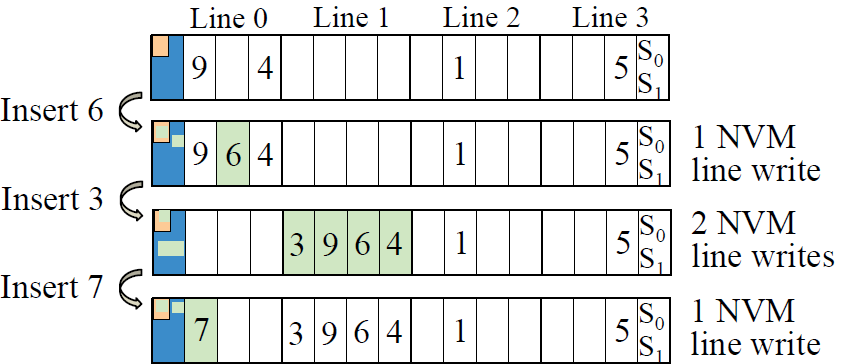 Line 0 Line 1 Line 2 Line 3
9 4 1 5 S0 S1
Insert 6
9 6 4 1 5 S0 S1 1 NVM line write
Insert 3
3 9 6 4 1 5 S0 S1 2 NVM line writes
Insert 7
7 3 9 6 4 1 5 S0 S1 1 NVM line write